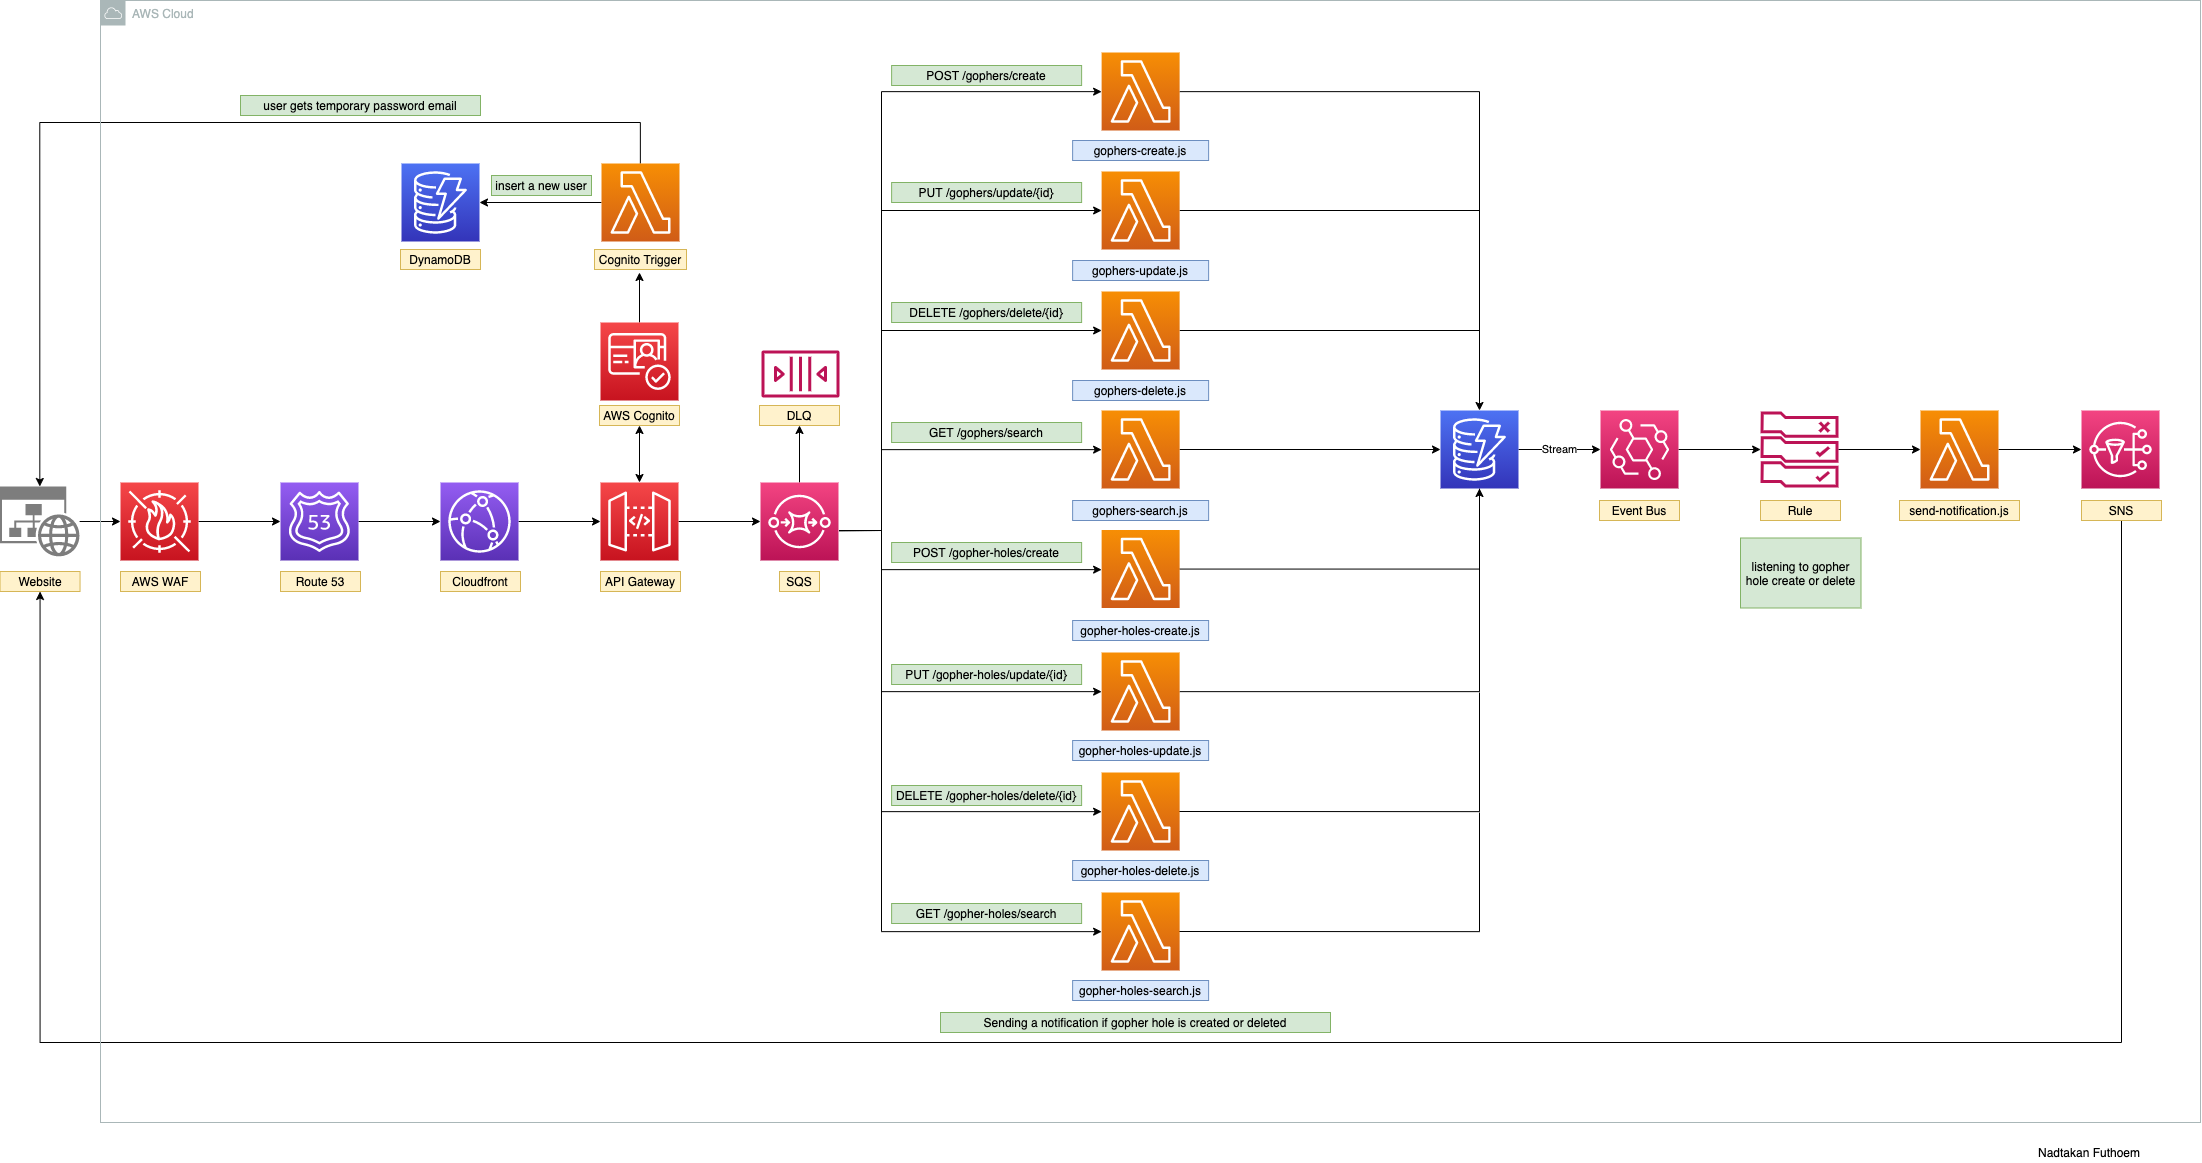 AWS Cloud
POST /gophers/create
user gets temporary password email
gophers-create.js
insert a new user
PUT /gophers/update/{id}
DynamoDB
Cognito Trigger
gophers-update.js
DELETE /gophers/delete/{id}
gophers-delete.js
AWS Cognito
DLQ
GET /gophers/search
Stream
gophers-search.js
Event Bus
Rule
send-notification.js
SNS
53
</>
POST /gopher-holes/create
listening to gopher
hole create or delete
Website
AWS WAF
Route 53
Cloudfront
API Gateway
SQS
gopher-holes-create.js
PUT /gopher-holes/update/{id}
gopher-holes-update.js
DELETE /gopher-holes/delete/{id}
gopher-holes-delete.js
GET /gopher-holes/search
gopher-holes-search.js
Sending a notification if gopher hole is created or deleted
Nadtakan Futhoem